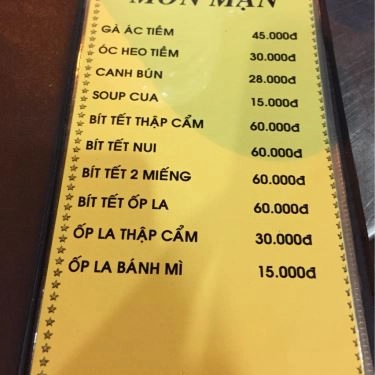 MÓN MẶN
GÀ ÁC TIỀM 45.000đ
ÓC HEO TIỀM 30.000đ
CANH BÚN 28.000đ
SOUP CUA 15.000đ
BÍT TẾT THẬP CẨM 60.000đ
BÍT TẾT NUI 60.000đ
BÍT TẾT 2 MIẾNG 60.000đ
BÍT TẾT ỐP LA 60.000đ
ỐP LA THẬP CẨM 30.000đ
ỐP LA BÁNH MÌ 15.000đ